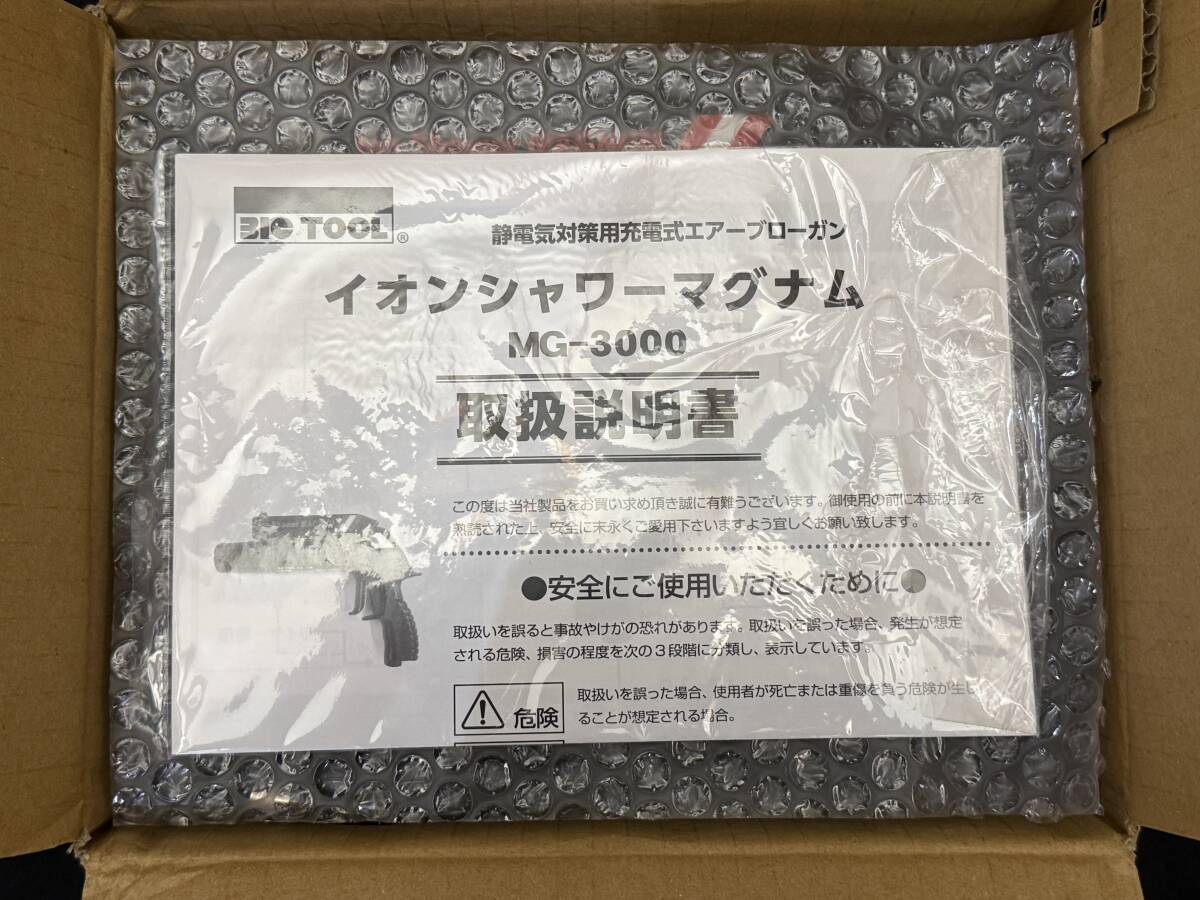 BIC TOOL®
静電気対策用充電式エアーブローガン
イオンシャワーマグナム
MG-3000
取扱説明書
この度は当社製品をお買い求め頂き誠に有難うございます。御使用の前に本説明書を
熟読された上、安全に末永くご愛用下さいますよう宜しくお願い致します。
●安全にご使用いただくために●
取扱いを誤ると事故やけがの恐れがあります。取扱いを誤った場合、発生が想定
される危険、損害の程度を次の3段階に分類し、表示しています。
危険
取扱いを誤った場合、使用者が死亡または重傷を負う危険が生じ
ることが想定される場合。